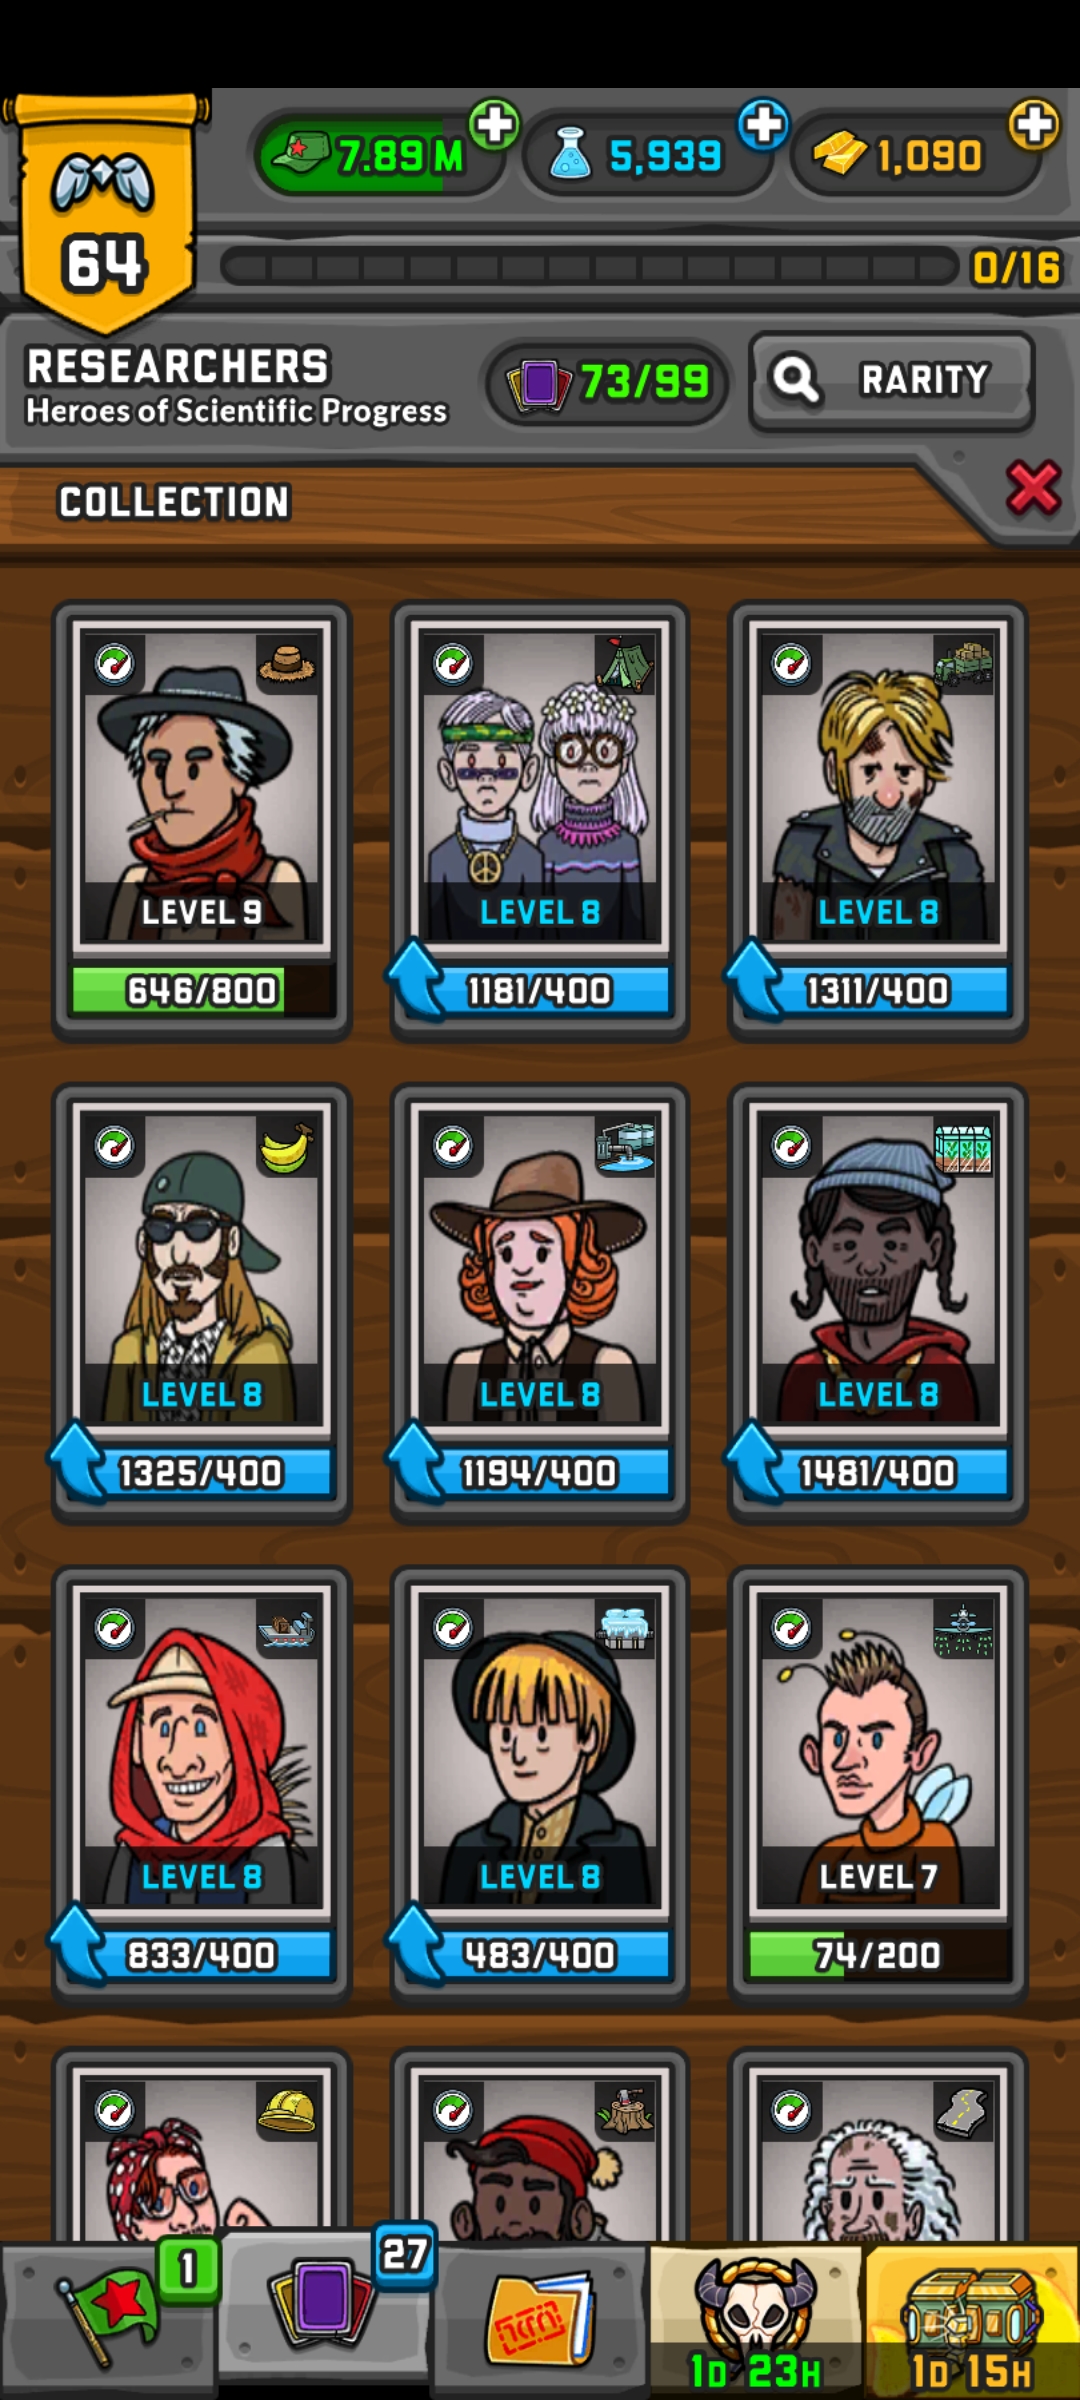 7.89 M
5,939
1,090
64
0/16
RESEARCHERS
Heroes of Scientific Progress
73/99
RARITY
COLLECTION
LEVEL 9
LEVEL 8
LEVEL 8
646/800
1181/400
1311/400
LEVEL 8
LEVEL 8
LEVEL 8
1325/400
1194/400
1481/400
LEVEL 8
LEVEL 8
LEVEL 7
833/400
483/400
74/200
1
27
1D 23H
1D 15H